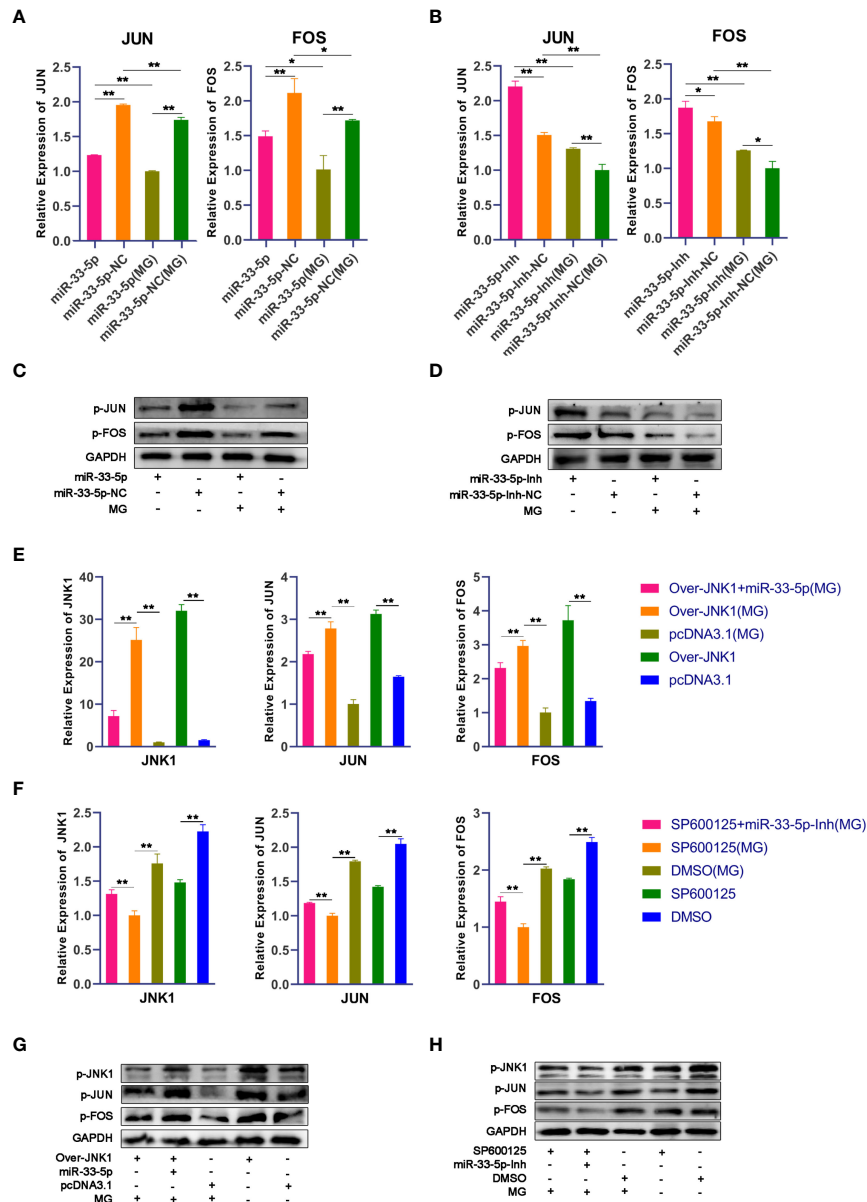 A
JUN
FOS
Relative Expression of JUN
2.5
2.0
1.5
1.0
0.5
0.0
** ** ** **
miR-33-5p
miR-33-5p-NC
miR-33-5p(MG)
miR-33-5p-NC(MG)
Relative Expression of FOS
2.5
2.0
1.5
1.0
0.5
0.0
* * ** **
miR-33-5p
miR-33-5p-NC
miR-33-5p(MG)
miR-33-5p-NC(MG)
B
JUN
FOS
Relative Expression of JUN
2.5
2.0
1.5
1.0
0.5
0.0
** ** ** **
miR-33-5p-Inh
miR-33-5p-Inh-NC
miR-33-5p-Inh(MG)
miR-33-5p-Inh-NC(MG)
Relative Expression of FOS
2.5
2.0
1.5
1.0
0.5
0.0
** ** * *
miR-33-5p-Inh
miR-33-5p-Inh-NC
miR-33-5p-Inh(MG)
miR-33-5p-Inh-NC(MG)
C
p-JUN
p-FOS
GAPDH
miR-33-5p + - + -
miR-33-5p-NC - + - +
MG - - + +
D
p-JUN
p-FOS
GAPDH
miR-33-5p-Inh + - + -
miR-33-5p-Inh-NC - + - +
MG - - + +
E
Relative Expression of JNK1
40
30
20
10
0
** ** **
JNK1
Relative Expression of JUN
4
3
2
1
0
** ** **
JUN
Relative Expression of FOS
5
4
3
2
1
0
** ** **
FOS
Over-JNK1+miR-33-5p(MG)
Over-JNK1(MG)
pcDNA3.1(MG)
Over-JNK1
pcDNA3.1
F
Relative Expression of JNK1
2.5
2.0
1.5
1.0
0.5
0.0
** ** **
JNK1
Relative Expression of JUN
2.5
2.0
1.5
1.0
0.5
0.0
** ** **
JUN
Relative Expression of FOS
3
2
1
0
** ** **
FOS
SP600125+miR-33-5p-Inh(MG)
SP600125(MG)
DMSO(MG)
SP600125
DMSO
G
p-JNK1
p-JUN
p-FOS
GAPDH
Over-JNK1 + + - + -
miR-33-5p - + - - -
pcDNA3.1 - - + - +
MG + + + - -
H
p-JNK1
p-JUN
p-FOS
GAPDH
SP600125 + + - + -
miR-33-5p-Inh - + - - -
DMSO - - + - +
MG + + + - -